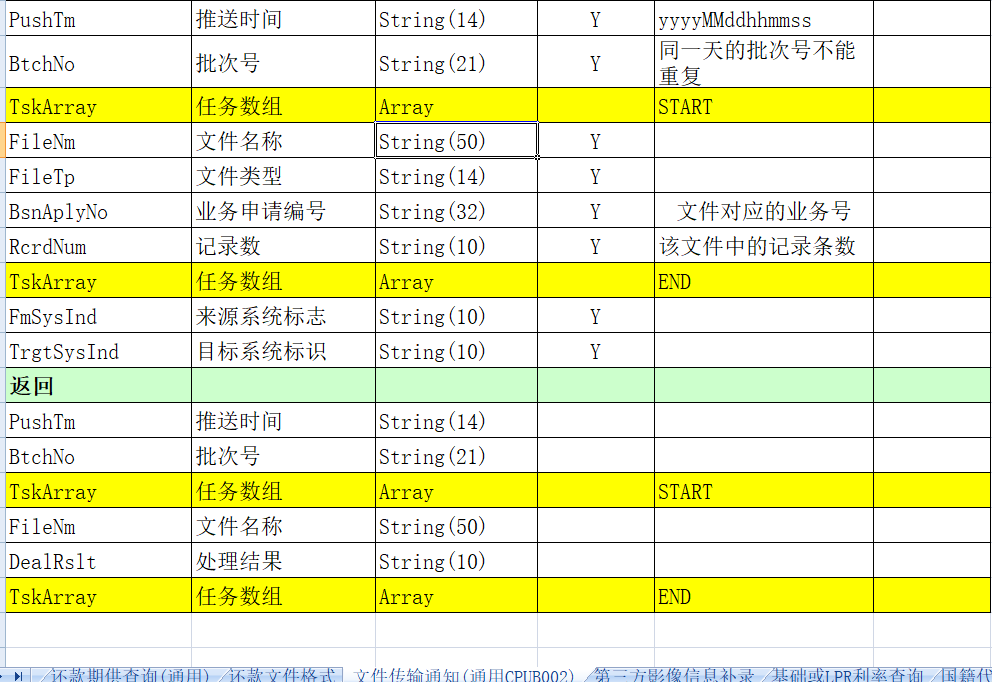 PushTm 推送时间 String(14) Y yyyyMMddhhmmss
BtchNo 批次号 String(21) Y 同一天的批次号不能
重复
TskArray 任务数组 Array START
FileNm 文件名称 String(50) Y
FileTp 文件类型 String(14) Y
BsnAplyNo 业务申请编号 String(32) Y 文件对应的业务号
RcrdNum 记录数 String(10) Y 该文件中的记录条数
TskArray 任务数组 Array END
FmSysInd 来源系统标志 String(10) Y
TrgtSysInd 目标系统标识 String(10) Y
返回
PushTm 推送时间 String(14)
BtchNo 批次号 String(21)
TskArray 任务数组 Array START
FileNm 文件名称 String(50)
DealRslt 处理结果 String(10)
TskArray 任务数组 Array END
还款期供查询(通用) 还款文件格式 文件传输通知(通用CPUB002) 第三方影像信息补录 基础或LPR利率查询 国籍代